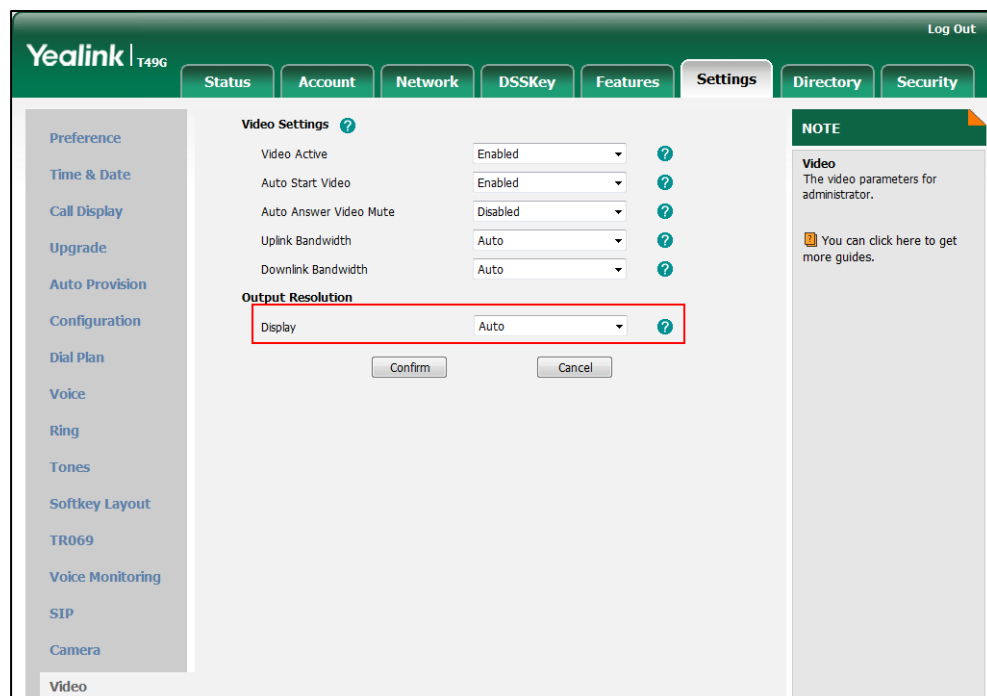 Log Out
Yealink | T49G
Status Account Network DSSKey Features Settings Directory Security
Preference
Time & Date
Call Display
Upgrade
Auto Provision
Configuration
Dial Plan
Voice
Ring
Tones
Softkey Layout
TR069
Voice Monitoring
SIP
Camera
Video
Video Settings ?
Video Active Enabled ?
Auto Start Video Enabled ?
Auto Answer Video Mute Disabled ?
Uplink Bandwidth Auto ?
Downlink Bandwidth Auto ?
Output Resolution
Display Auto ?
Confirm Cancel
NOTE
Video
The video parameters for
administrator.
? You can click here to get
more guides.